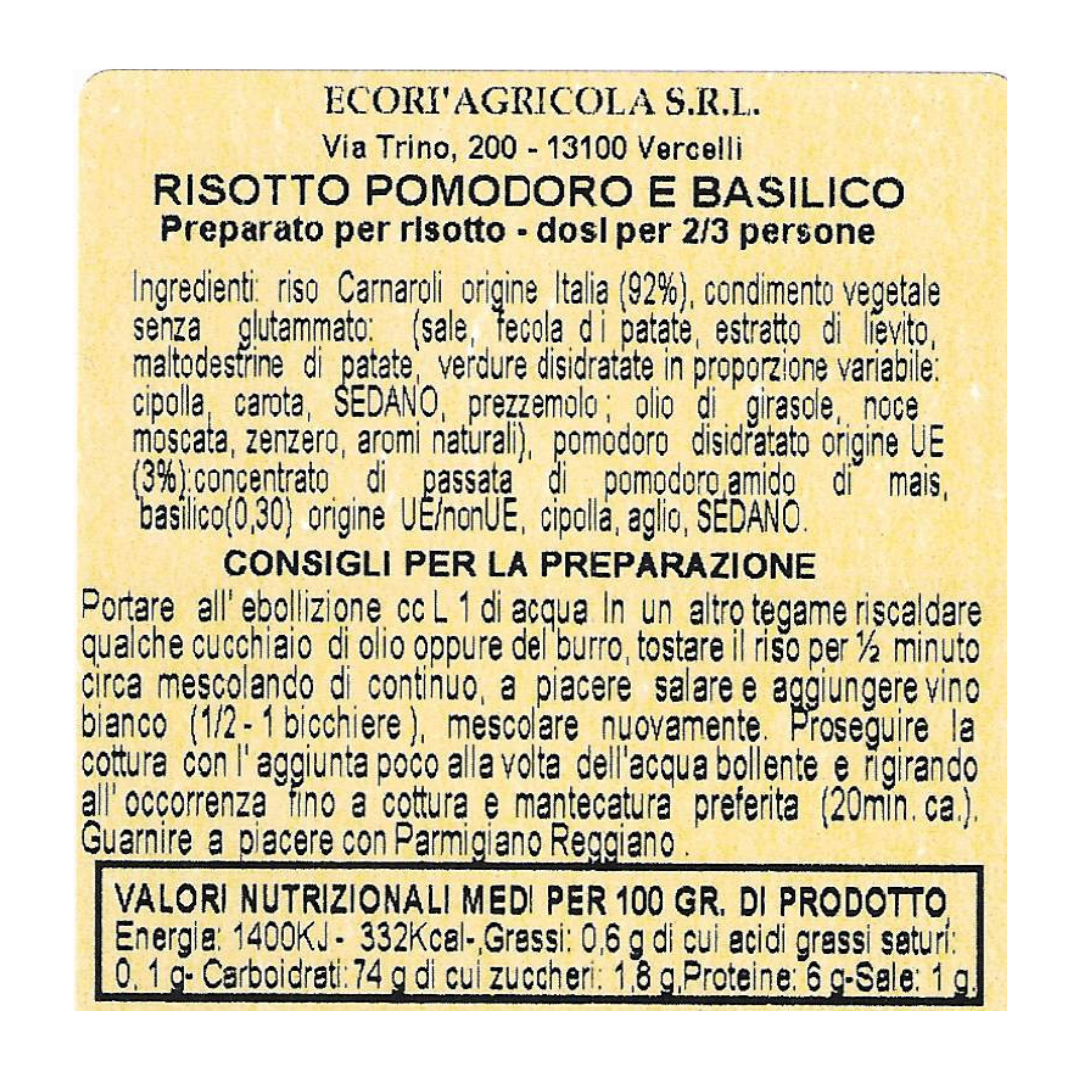 ECORI'AGRICOLA S.R.L.
Via Trino, 200 - 13100 Vercelli
RISOTTO POMODORO E BASILICO
Preparato per risotto - dosi per 2/3 persone
Ingredienti: riso Carnaroli origine Italia (92%), condimento vegetale
senza glutammato: (sale, fecola di patate, estratto di lievito,
maltodestrine di patate, verdure disidratate in proporzione variabile:
cipolla, carota, SEDANO, prezzemolo; olio di girasole, noce
moscata, zenzero, aromi naturali), pomodoro disidratato origine UE
(3%):concentrato di passata di pomodoro,amido di mais,
basilico(0,30) origine UE/nonUE, cipolla, aglio, SEDANO.
CONSIGLI PER LA PREPARAZIONE
Portare all' ebollizione cc L 1 di acqua In un altro tegame riscaldare
qualche cucchiaio di olio oppure del burro, tostare il riso per ½ minuto
circa mescolando di continuo, a piacere salare e aggiungere vino
bianco (1/2 - 1 bicchiere), mescolare nuovamente. Proseguire la
cottura con l' aggiunta poco alla volta dell'acqua bollente e rigirando
all' occorrenza fino a cottura e mantecatura preferita (20min. ca.).
Guarnire a piacere con Parmigiano Reggiano .
VALORI NUTRIZIONALI MEDI PER 100 GR. DI PRODOTTO
Energia: 1400KJ - 332Kcal-,Grassi: 0,6 g di cui acidi grassi saturi:
0, 1 g- Carboidrati: 74 g di cui zuccheri: 1,8 g,Proteine: 6 g-Sale: 1 g.